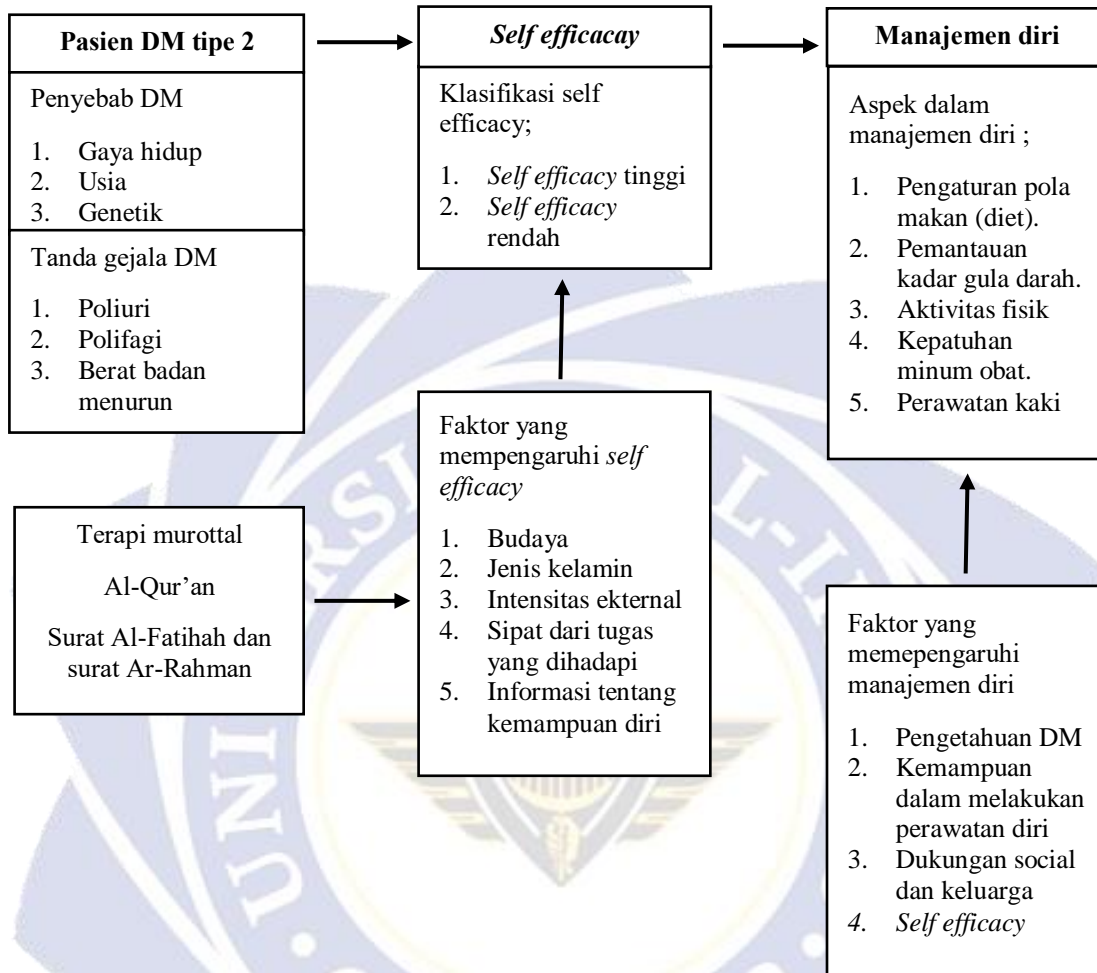 Pasien DM tipe 2
Penyebab DM
1. Gaya hidup
2. Usia
3. Genetik
Tanda gejala DM
1. Poliuri
2. Polifagi
3. Berat badan
menurun
Self efficacay
Klasifikasi self
efficacy;
1. Self efficacy tinggi
2. Self efficacy
rendah
Manajemen diri
Aspek dalam
manajemen diri ;
1. Pengaturan pola
makan (diet).
2. Pemantauan
kadar gula darah.
3. Aktivitas fisik
4. Kepatuhan
minum obat.
5. Perawatan kaki
Terapi murottal
Al-Qur’an
Surat Al-Fatihah dan
surat Ar-Rahman
Faktor yang
mempengaruhi self
efficacy
1. Budaya
2. Jenis kelamin
3. Intensitas ekternal
4. Sipat dari tugas
yang dihadapi
5. Informasi tentang
kemampuan diri
Faktor yang
memepengaruhi
manajemen diri
1. Pengetahuan DM
2. Kemampuan
dalam melakukan
perawatan diri
3. Dukungan social
dan keluarga
4. Self efficacy